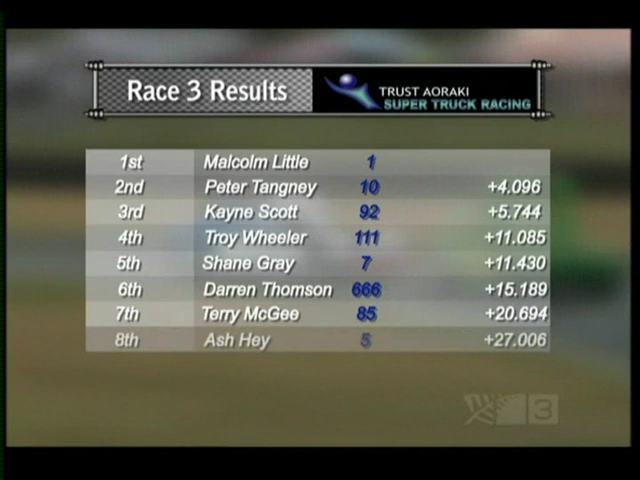 Race 3 Results
TRUST AORAKI
SUPER TRUCK RACING
1st Malcolm Little 1
2nd Peter Tangney 10 +4.096
3rd Kayne Scott 92 +5.744
4th Troy Wheeler 111 +11.085
5th Shane Gray 7 +11.430
6th Darren Thomson 666 +15.189
7th Terry McGee 85 +20.694
8th Ash Hey 5 +27.006
3